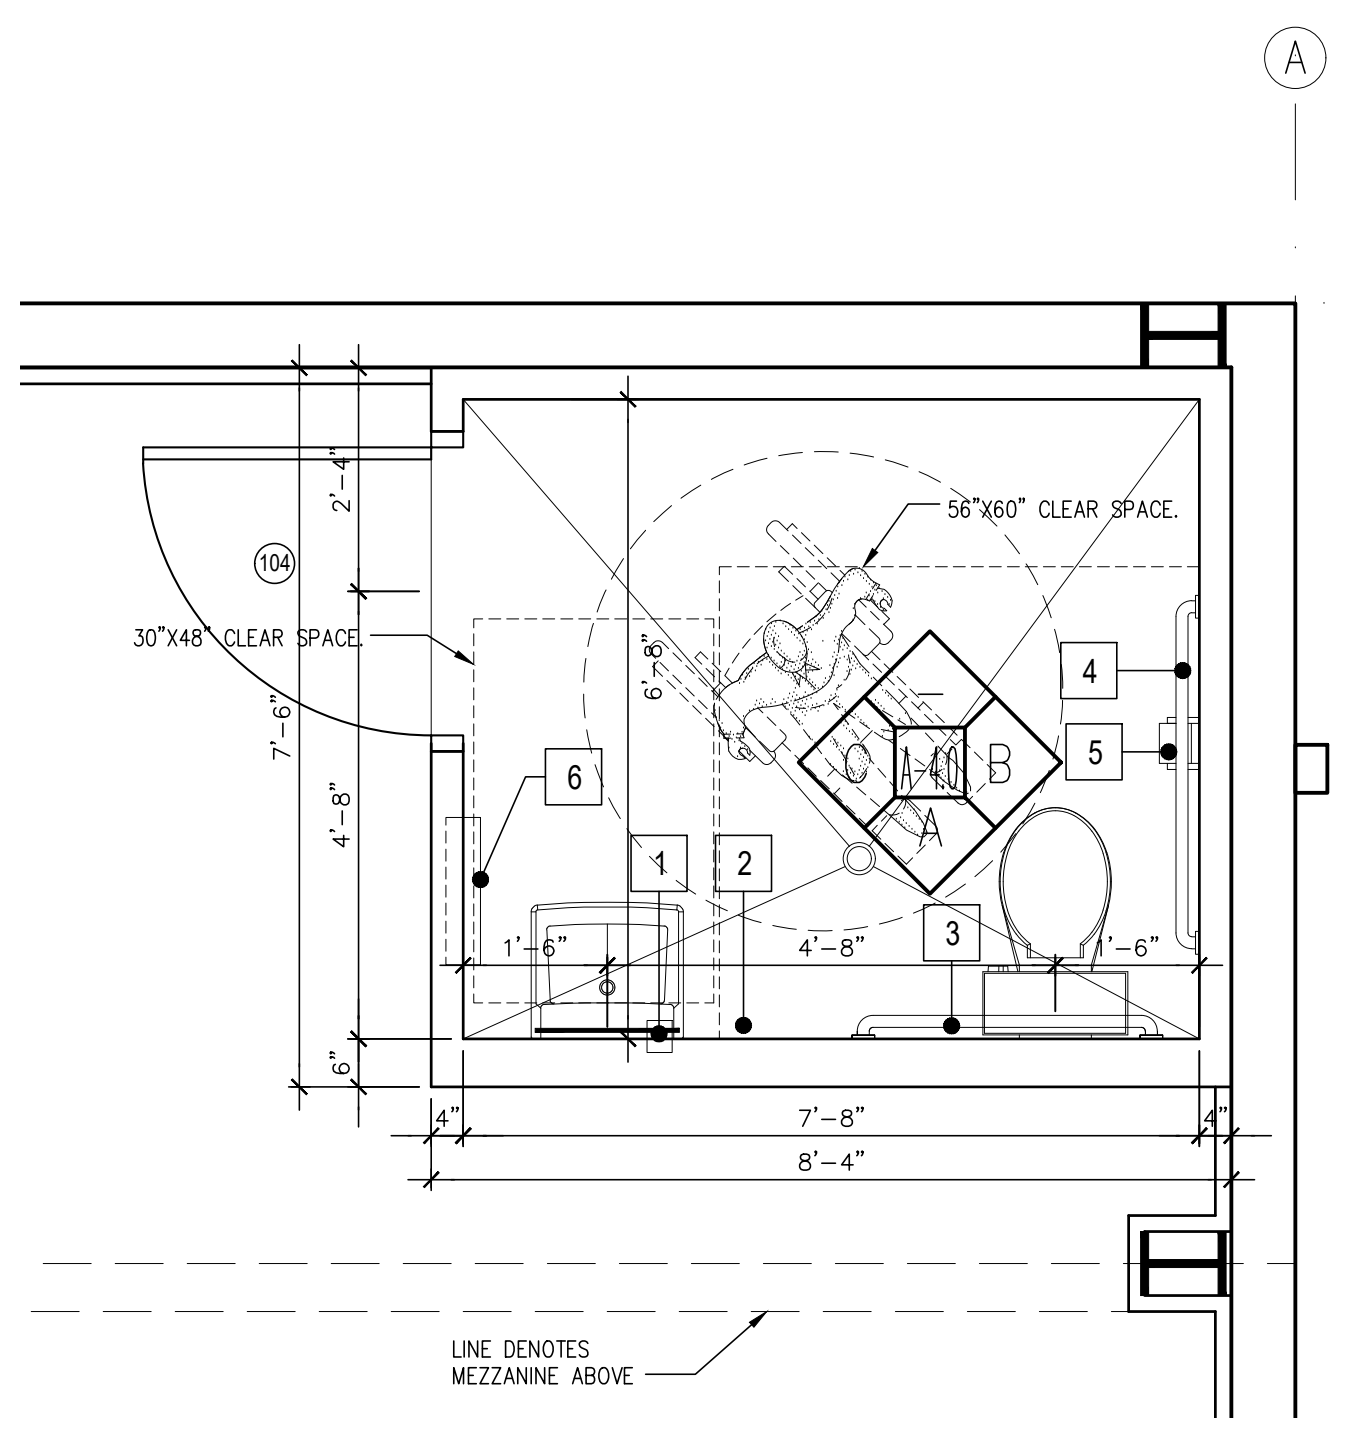 A
2'-4"
56"X60" CLEAR SPACE.
104
30"X48" CLEAR SPACE.
6'-8"
4
7'-6"
5
6
A-4.0
B
4'-8"
A
1
2
3
1'-6"
4'-8"
1'-6"
6"
4"
7'-8"
4"
8'-4"
LINE DENOTES
MEZZANINE ABOVE